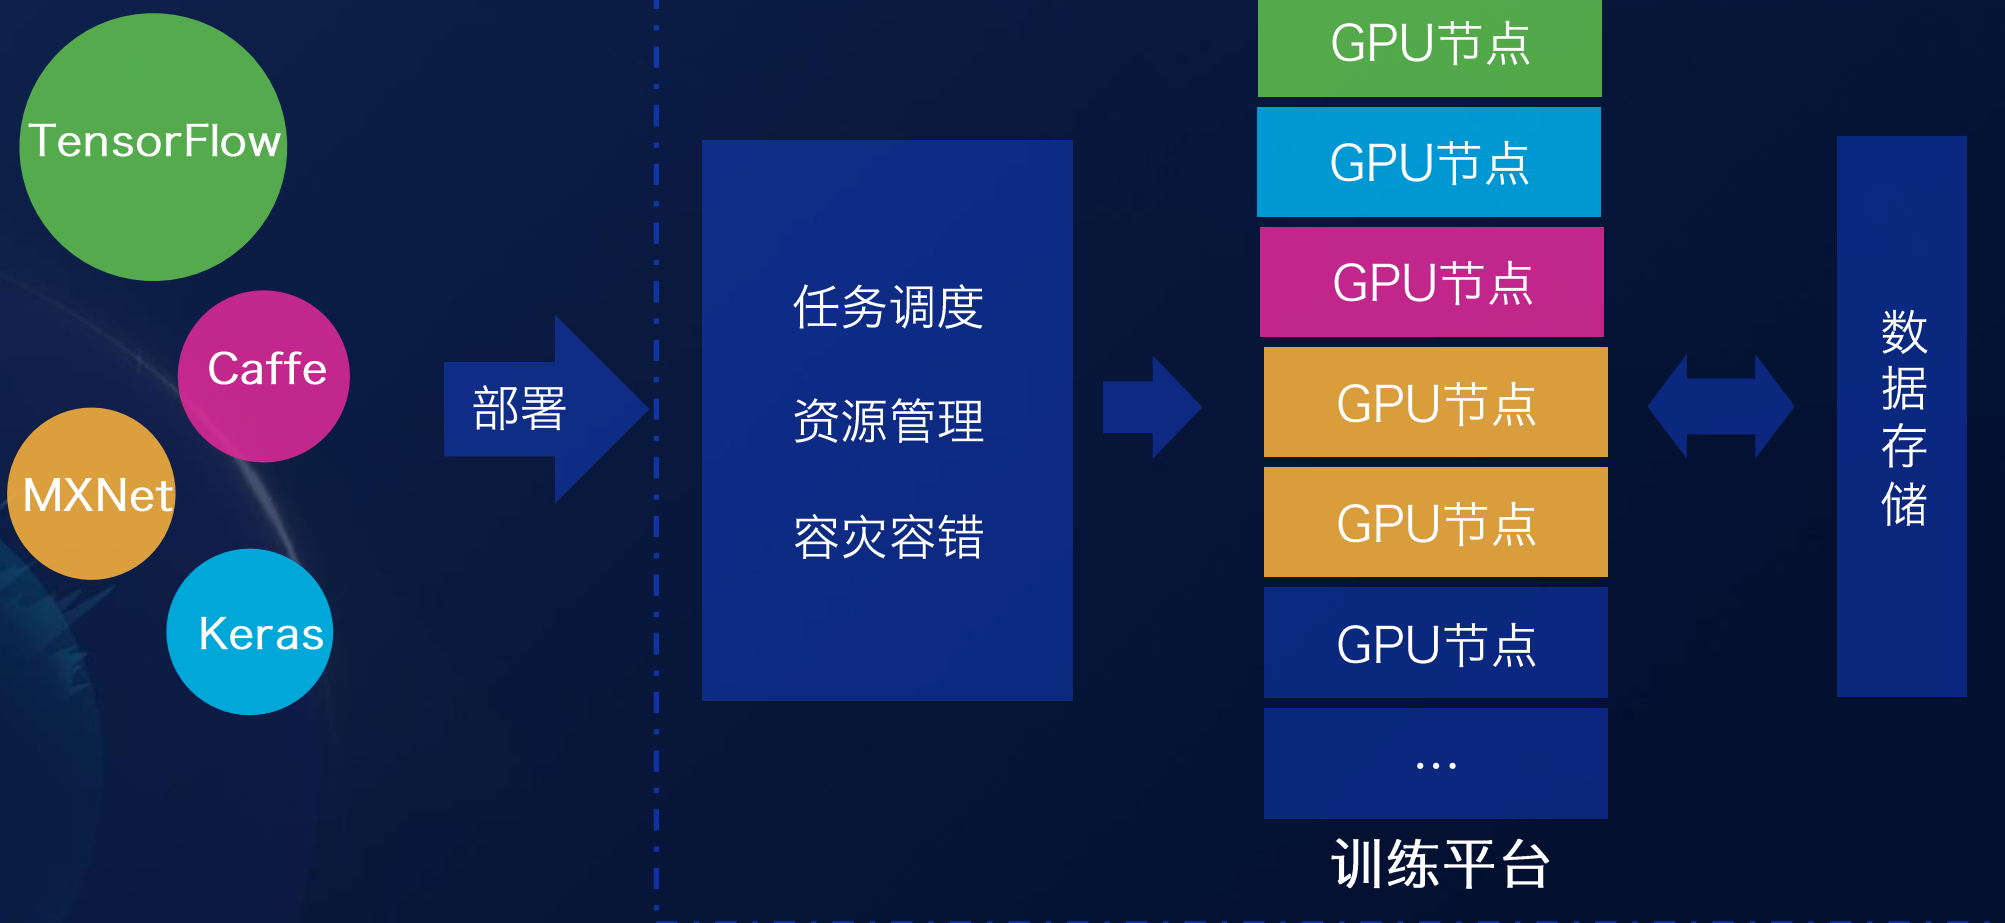 TensorFlow
Caffe
MXNet
Keras
部署
任务调度
资源管理
容灾容错
GPU节点
GPU节点
GPU节点
GPU节点
GPU节点
GPU节点
...
训练平台
数据存储